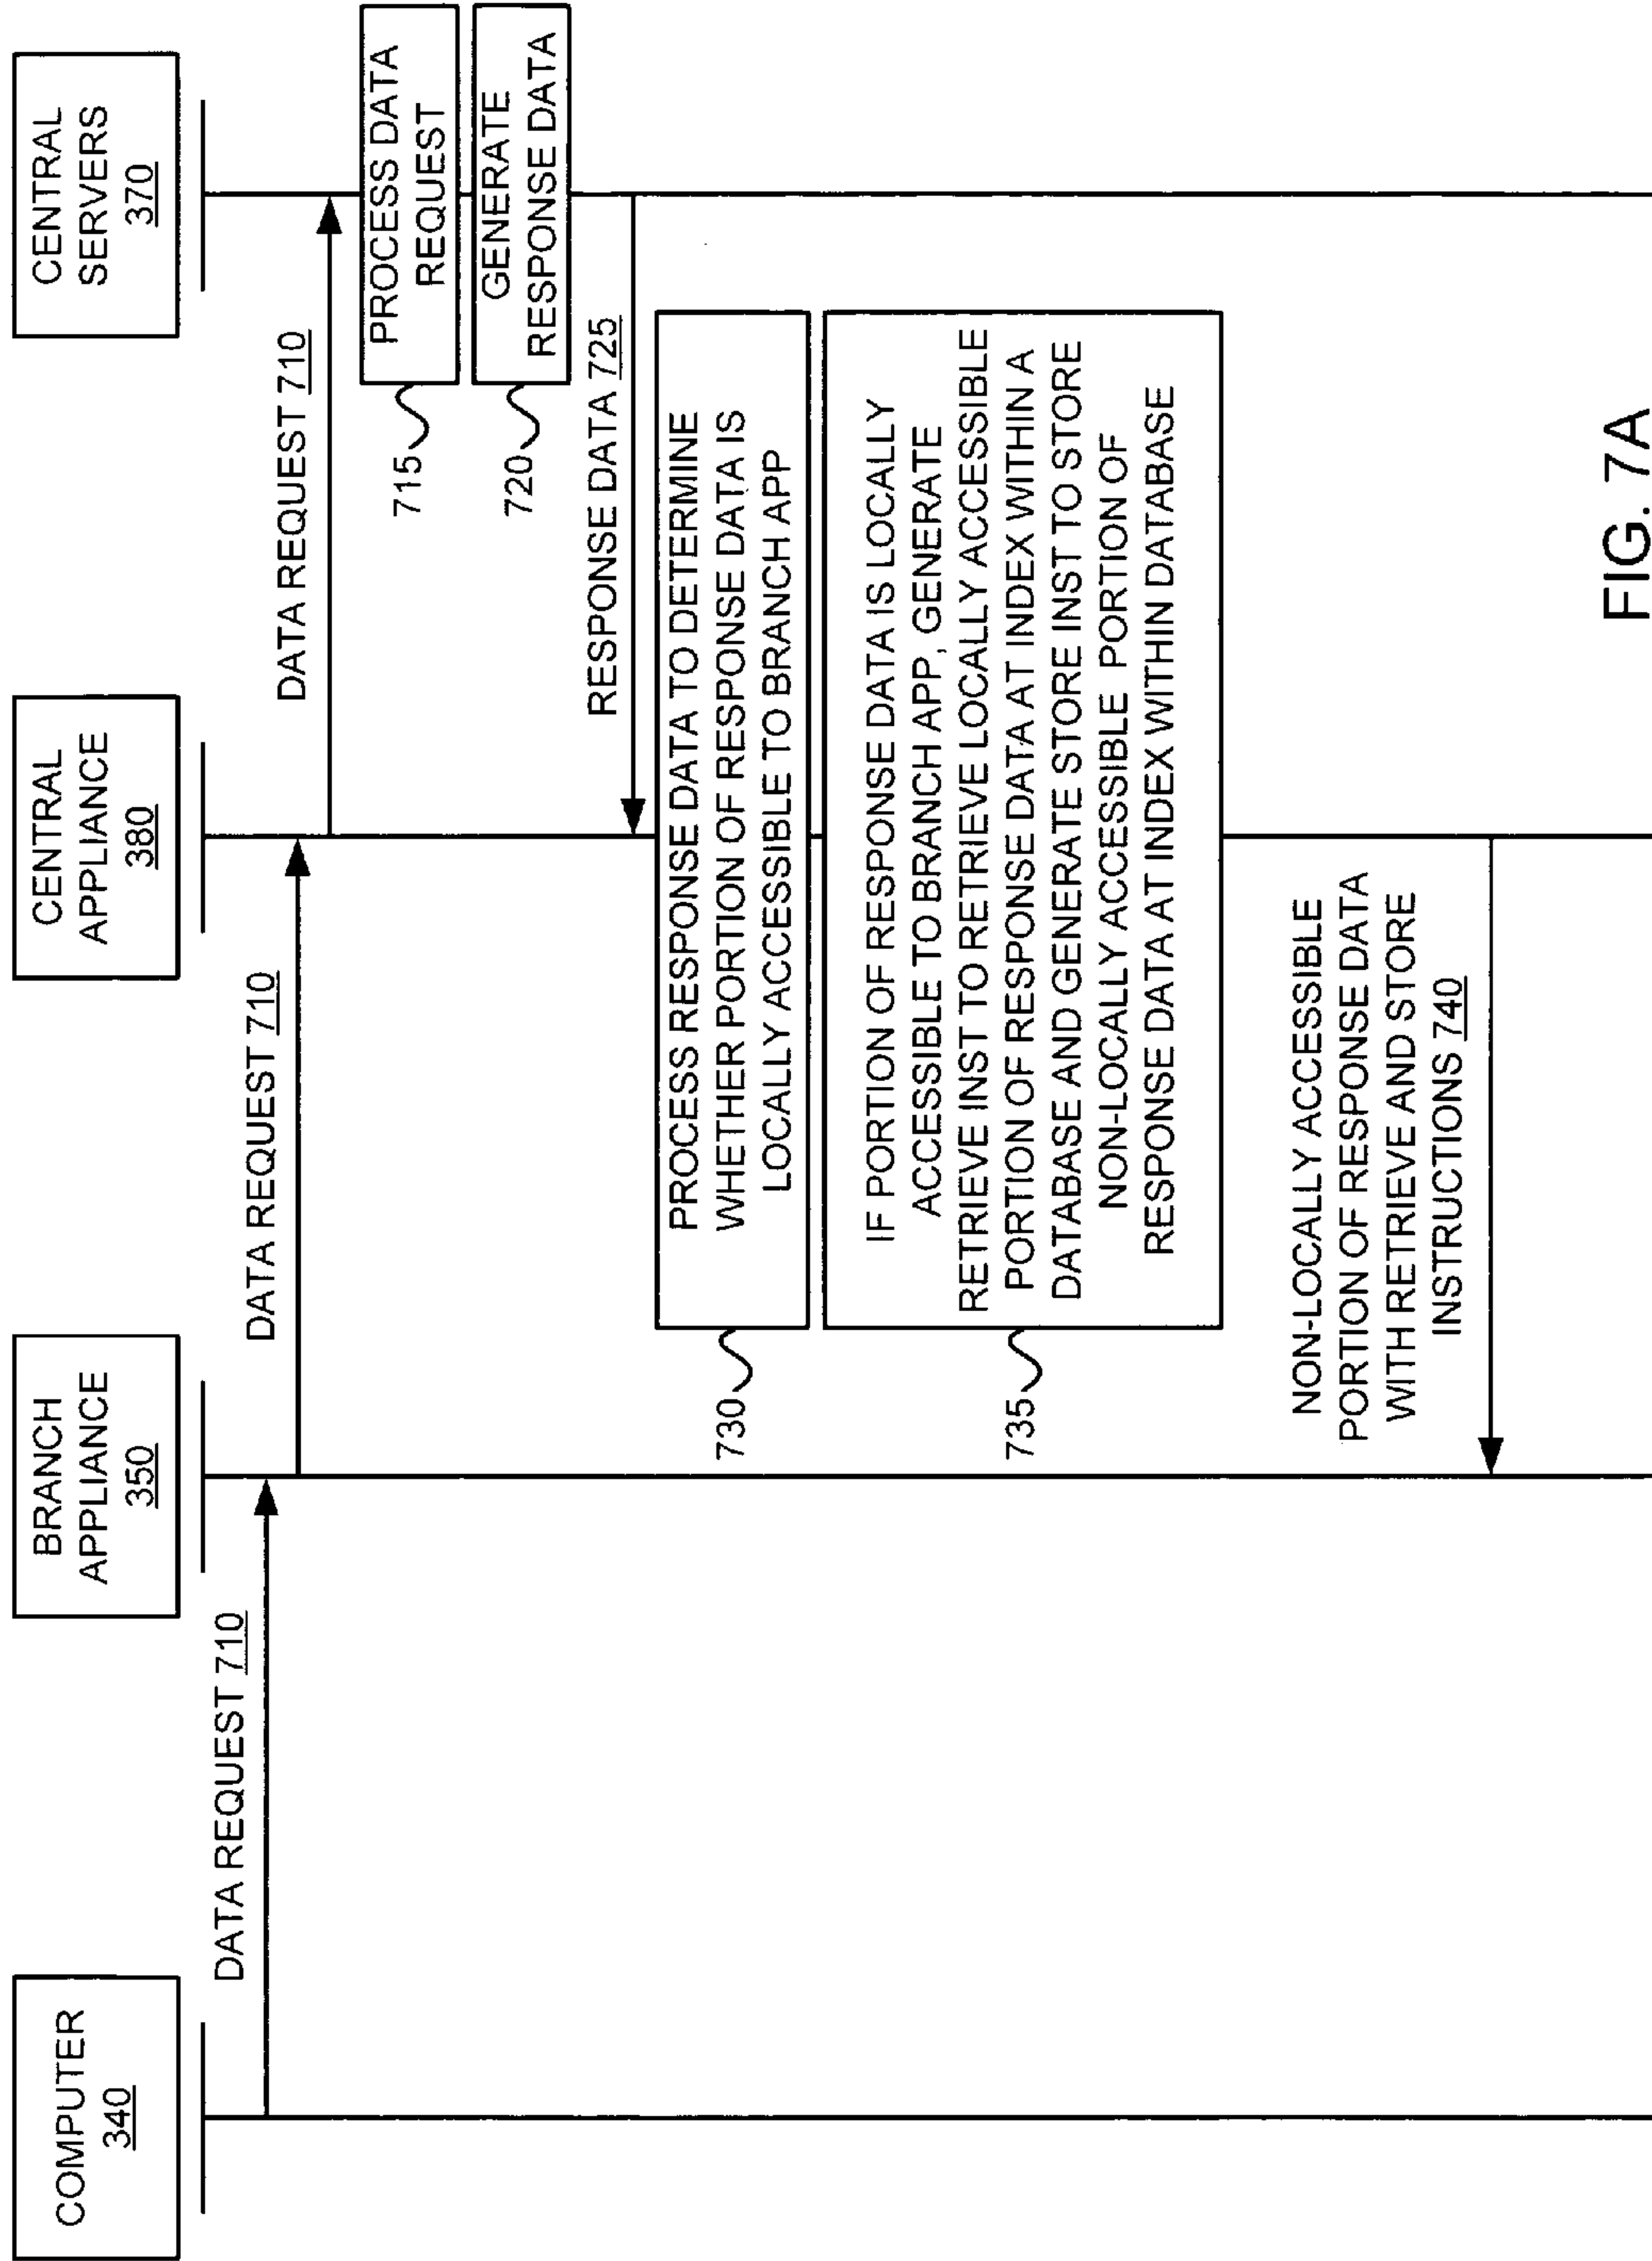 COMPUTER
340
BRANCH
APPLIANCE
350
CENTRAL
APPLIANCE
380
CENTRAL
SERVERS
370
DATA REQUEST 710
DATA REQUEST 710
DATA REQUEST 710
715
PROCESS DATA
REQUEST
720
GENERATE
RESPONSE DATA
RESPONSE DATA 725
730
PROCESS RESPONSE DATA TO DETERMINE
WHETHER PORTION OF RESPONSE DATA IS
LOCALLY ACCESSIBLE TO BRANCH APP
735
IF PORTION OF RESPONSE DATA IS LOCALLY
ACCESSIBLE TO BRANCH APP, GENERATE
RETRIEVE INST TO RETRIEVE LOCALLY ACCESSIBLE
PORTION OF RESPONSE DATA AT INDEX WITHIN A
DATABASE AND GENERATE STORE INST TO STORE
NON-LOCALLY ACCESSIBLE PORTION OF
RESPONSE DATA AT INDEX WITHIN DATABASE
NON-LOCALLY ACCESSIBLE
PORTION OF RESPONSE DATA
WITH RETRIEVE AND STORE
INSTRUCTIONS 740
FIG. 7A